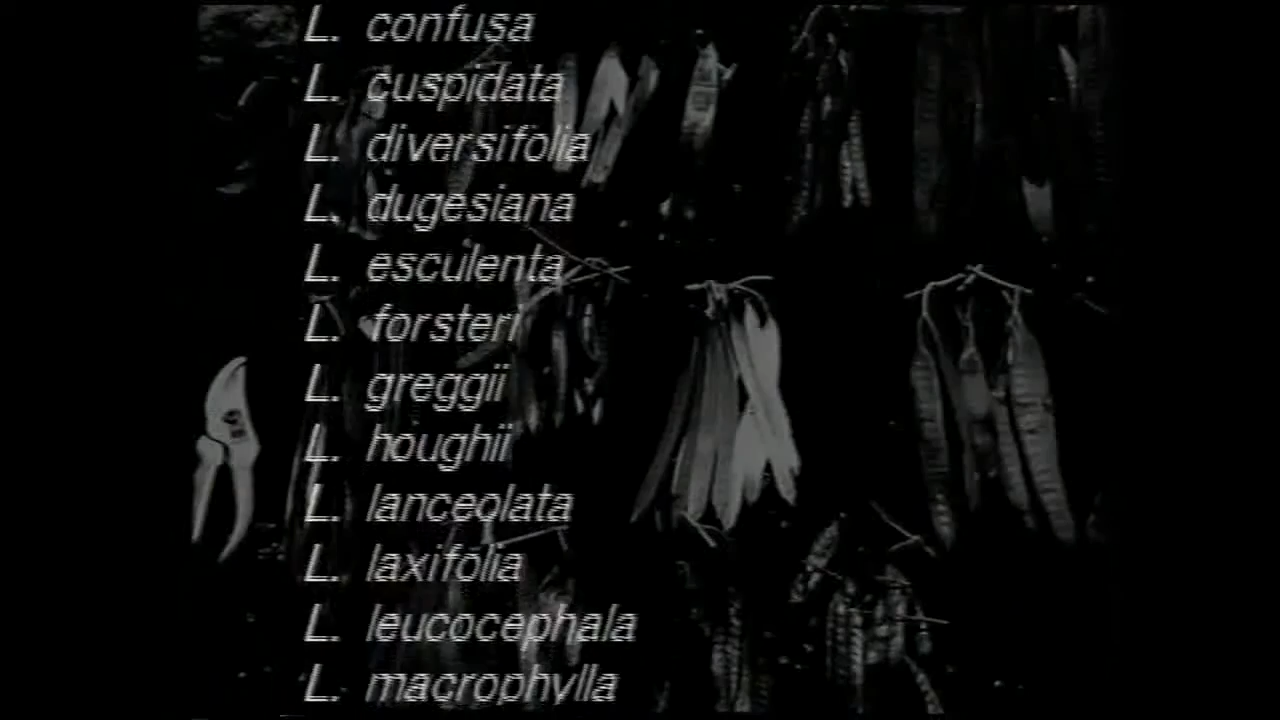 L. confusa
L. cuspidata
L. diversifolia
L. dugesiana
L. esculenta
L. forsteri
L. greggii
L. houghii
L. lanceolata
L. laxifolia
L. leucocephala
L. macrophylla